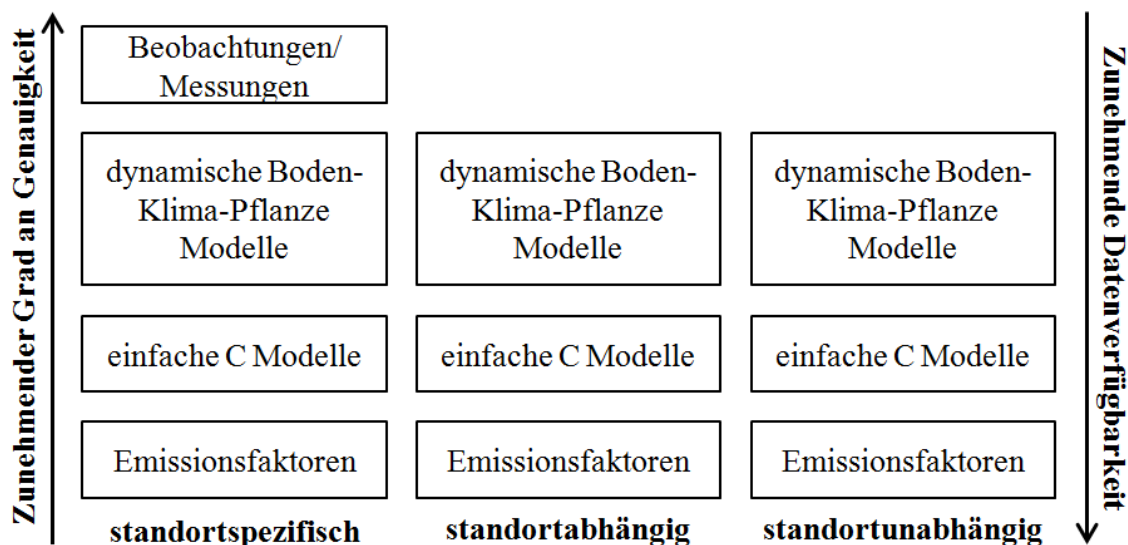 Zunehmender Grad an Genauigkeit
Beobachtungen/
Messungen
dynamische Boden-
Klima-Pflanze
Modelle
dynamische Boden-
Klima-Pflanze
Modelle
dynamische Boden-
Klima-Pflanze
Modelle
einfache C Modelle
einfache C Modelle
einfache C Modelle
Emissionsfaktoren
Emissionsfaktoren
Emissionsfaktoren
standortspezifisch
standortabhängig
standortunabhängig
Zunehmende Datenverfügbarkeit